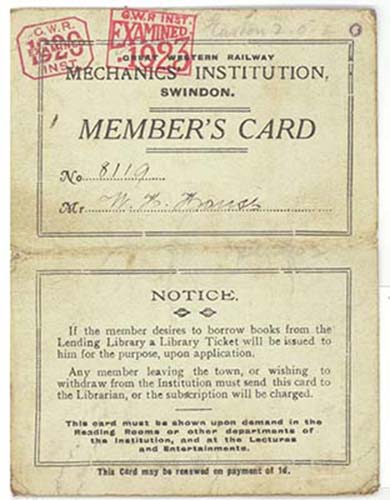 G.W.R.
1920
EXAMINED
INST.
G.W.R INST.
EXAMINED
1923
GREAT WESTERN RAILWAY
MECHANICS' INSTITUTION,
SWINDON.
MEMBER'S CARD
No 8119
Mr W. H.
NOTICE.
If the member desires to borrow books from the
Lending Library a Library Ticket will be issued to
him for the purpose, upon application.
Any member leaving the town, or wishing to
withdraw from the Institution must send this card to
the Librarian, or the subscription will be charged.
This card must be shown upon demand in the
Reading Rooms or other departments of
the Institution, and at the Lectures
and Entertainments.
This Card may be renewed on payment of 1d.